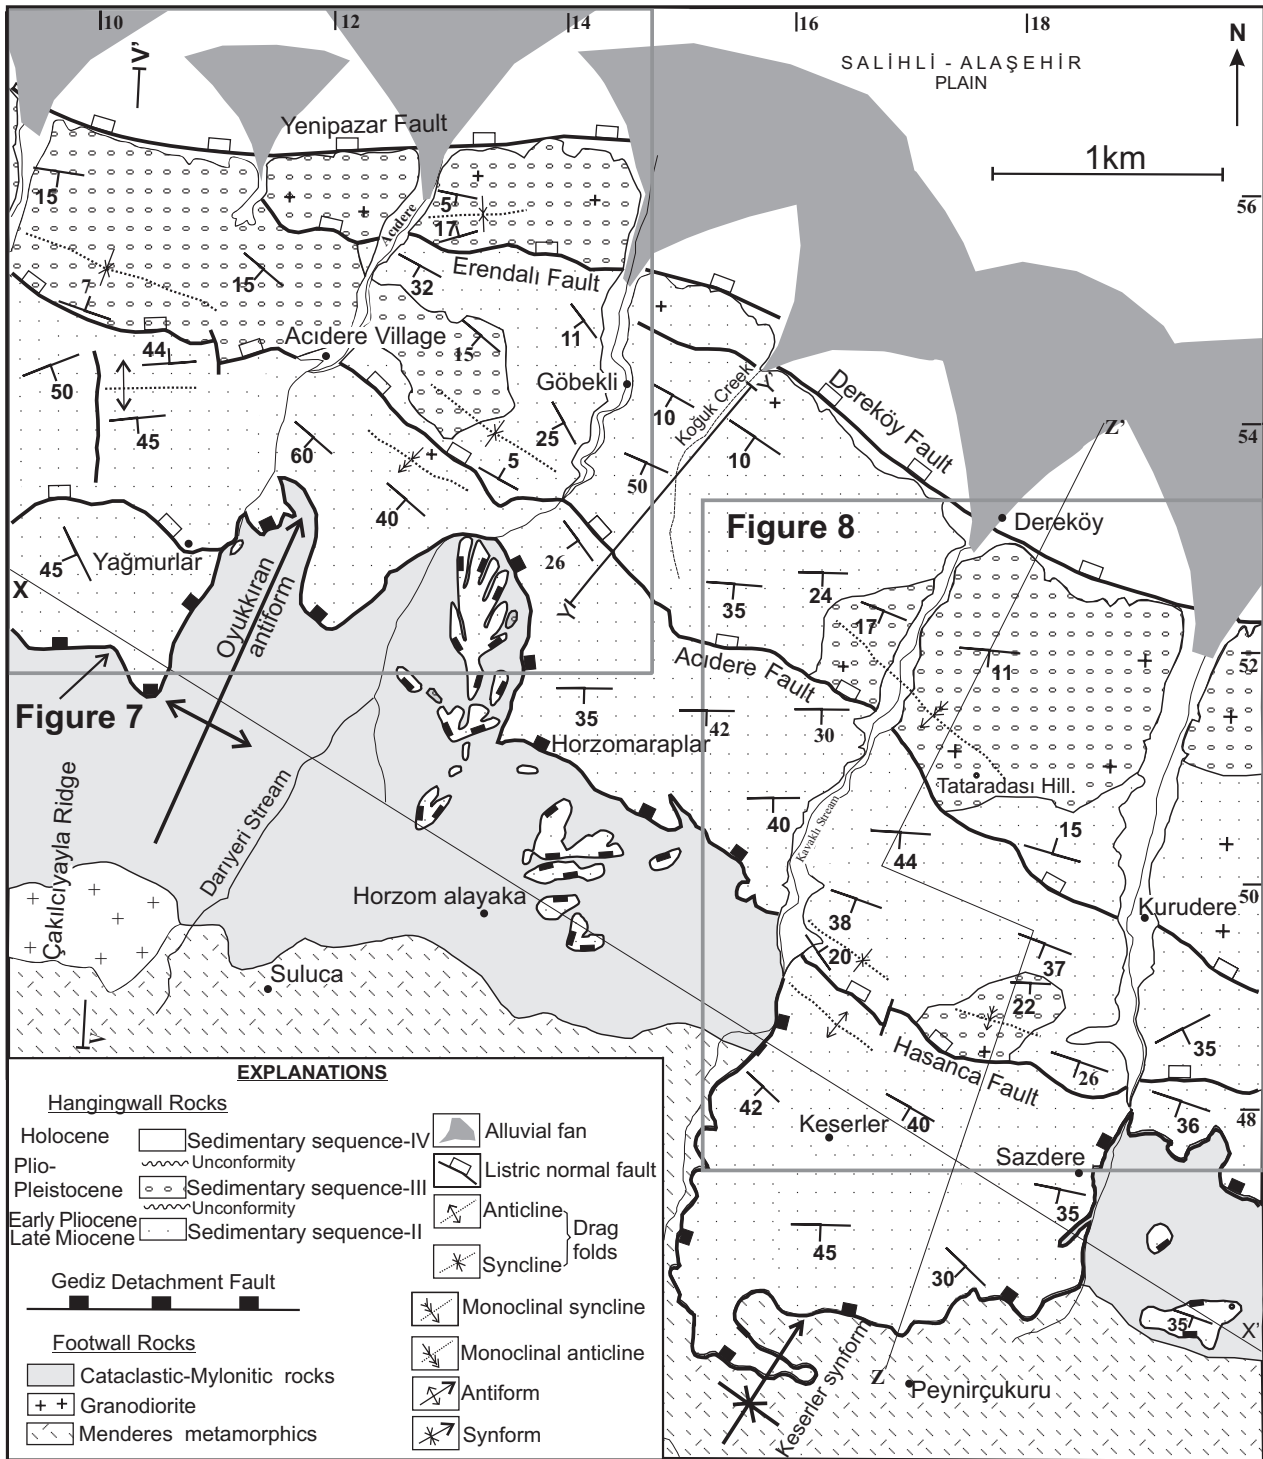 10
12
14
16
18
N
V'
SALİHLİ - ALAŞEHİR
PLAIN
Yenipazar Fault
1km
15
5
56
Acıdere
17
Erendalı Fault
32
7
15
11
Acıdere Village
15
44
Göbekli
Koğuk Creek
Y'
Dereköy Fault
50
10
45
25
10
Z'
54
60
5
50
40
Figure 8
Dereköy
Yağmurlar
45
26
X
Oyukkıran
antiform
Y
35
24
17
11
52
Acıdere Fault
Figure 7
35
42
30
Horzomaraplar
Tataradası Hill.
Çakılcıyayla Ridge
Darıyeri Stream
40
Kavaklı Stream
15
44
Horzom alayaka
38
50
Kurudere
20
37
Suluca
22
V
Hasanca Fault
35
26
42
40
36
48
Keserler
Sazdere
35
45
30
35
X'
Keserler synform
Z
Peynirçukuru
EXPLANATIONS
Hangingwall Rocks
Holocene
Sedimentary sequence-IV
Unconformity
Plio-
Pleistocene
Sedimentary sequence-III
Unconformity
Early Pliocene
Late Miocene
Sedimentary sequence-II
Gediz Detachment Fault
Footwall Rocks
Cataclastic-Mylonitic rocks
Granodiorite
Menderes metamorphics
Alluvial fan
Listric normal fault
Anticline
Syncline
Drag
folds
Monoclinal syncline
Monoclinal anticline
Antiform
Synform